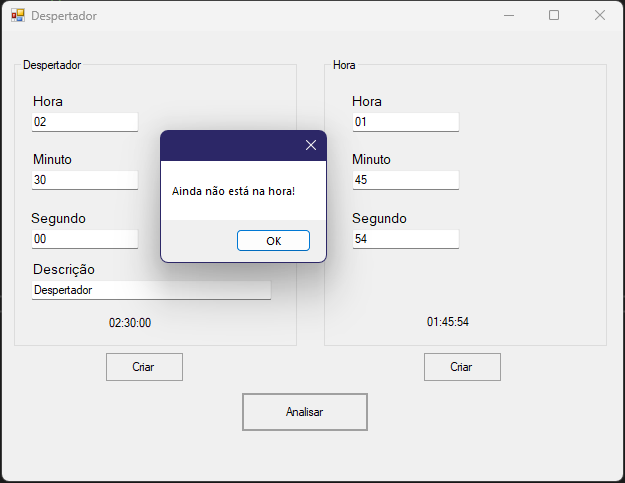 Despertador
Despertador
Hora
02
Minuto
30
Segundo
00
Descrição
Despertador
02:30:00
Criar
Hora
Hora
01
Minuto
45
Segundo
54
01:45:54
Criar
Ainda não está na hora!
OK
Analisar